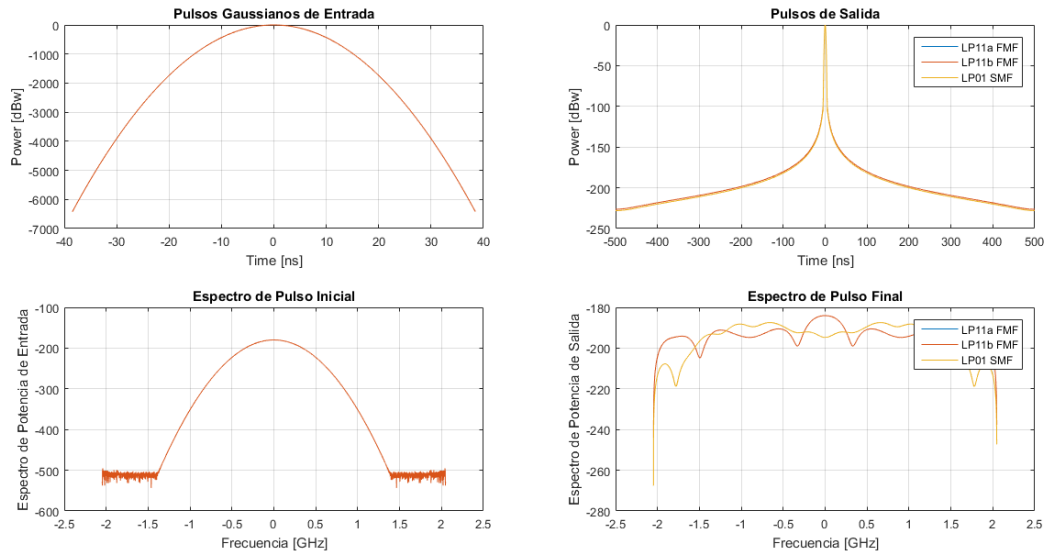 Pulsos Gaussianos de Entrada
Power [dBw]
0
-1000
-2000
-3000
-4000
-5000
-6000
-7000
-40 -30 -20 -10 0 10 20 30 40
Time [ns]
Pulsos de Salida
Power [dBw]
0
-50
-100
-150
-200
-250
LP11a FMF
LP11b FMF
LP01 SMF
-500 -400 -300 -200 -100 0 100 200 300 400 500
Time [ns]
Espectro de Pulso Inicial
Espectro de Potencia de Entrada
-100
-200
-300
-400
-500
-600
-2.5 -2 -1.5 -1 -0.5 0 0.5 1 1.5 2 2.5
Frecuencia [GHz]
Espectro de Pulso Final
Espectro de Potencia de Salida
-180
-200
-220
-240
-260
-280
LP11a FMF
LP11b FMF
LP01 SMF
-2.5 -2 -1.5 -1 -0.5 0 0.5 1 1.5 2 2.5
Frecuencia [GHz]